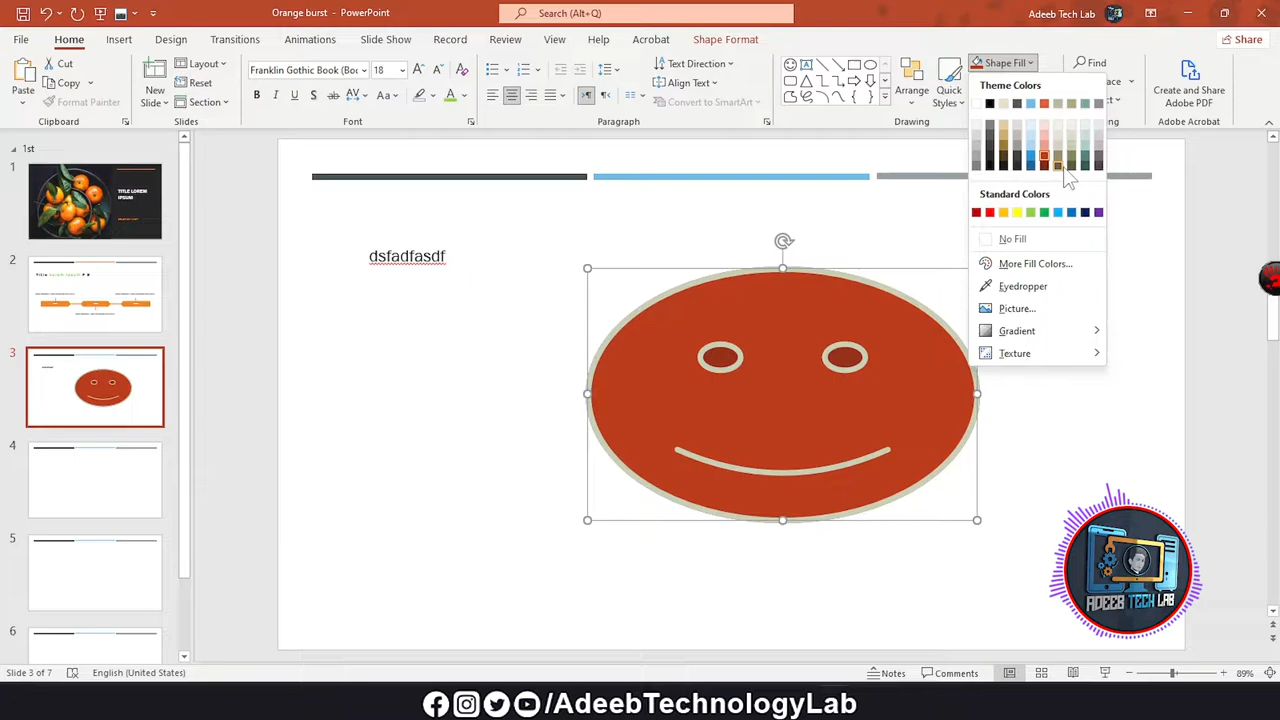 Orange burst - PowerPoint
Search (Alt+Q)
Adeeb Tech Lab
File Home Insert Design Transitions Animations Slide Show Record Review View Help Acrobat Shape Format
Share
Paste
Cut
Copy
Format Painter
Clipboard
New Slide
Layout
Reset
Section
Slides
Franklin Gothic Book (Bo 18
Font
Text Direction
Align Text
Convert to SmartArt
Paragraph
Arrange
Quick Styles
Drawing
Shape Fill
Find
Create and Share Adobe PDF
Adobe Acrobat
Theme Colors
Standard Colors
No Fill
More Fill Colors...
Eyedropper
Picture...
Gradient
Texture
1st
1
TITLE LOREM
IPSUM
2
3
4
5
6
dsfadfasdf
ADEEB TECH LAB
Slide 3 of 7
English (United States)
Notes
Comments
89%
/AdeebTechnologyLab